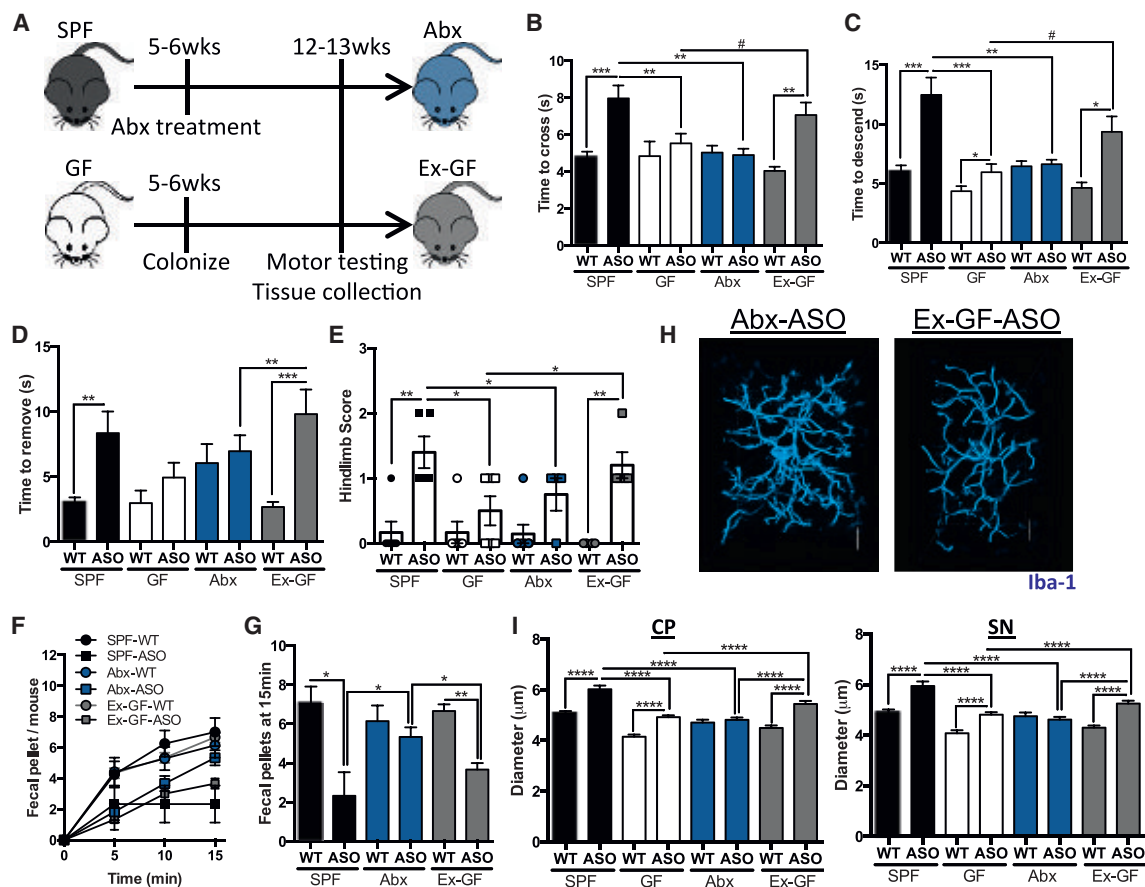 A
SPF
5-6wks
12-13wks
Abx
Abx treatment
GF
5-6wks
Ex-GF
Colonize
Motor testing
Tissue collection
B
Time to cross (s)
10
8
6
4
2
0
***
**
**
#
**
WT ASO WT ASO WT ASO WT ASO
SPF GF Abx Ex-GF
C
Time to descend (s)
15
10
5
0
***
***
**
#
*
*
WT ASO WT ASO WT ASO WT ASO
SPF GF Abx Ex-GF
D
Time to remove (s)
15
10
5
0
**
**
***
WT ASO WT ASO WT ASO WT ASO
SPF GF Abx Ex-GF
E
Hindlimb Score
3
2
1
0
**
*
*
*
**
WT ASO WT ASO WT ASO WT ASO
SPF GF Abx Ex-GF
H
Abx-ASO Ex-GF-ASO
Iba-1
F
Fecal pellet / mouse
12
10
8
6
4
2
0
SPF-WT
SPF-ASO
Abx-WT
Abx-ASO
Ex-GF-WT
Ex-GF-ASO
0 5 10 15
Time (min)
G
Fecal pellets at 15min
10
8
6
4
2
0
*
*
*
**
WT ASO WT ASO WT ASO
SPF Abx Ex-GF
I
CP
Diameter (μm)
8
6
4
2
0
****
****
****
****
****
****
****
WT ASO WT ASO WT ASO WT ASO
SPF GF Abx Ex-GF
SN
Diameter (μm)
8
6
4
2
0
****
****
****
****
****
****
****
WT ASO WT ASO WT ASO WT ASO
SPF GF Abx Ex-GF